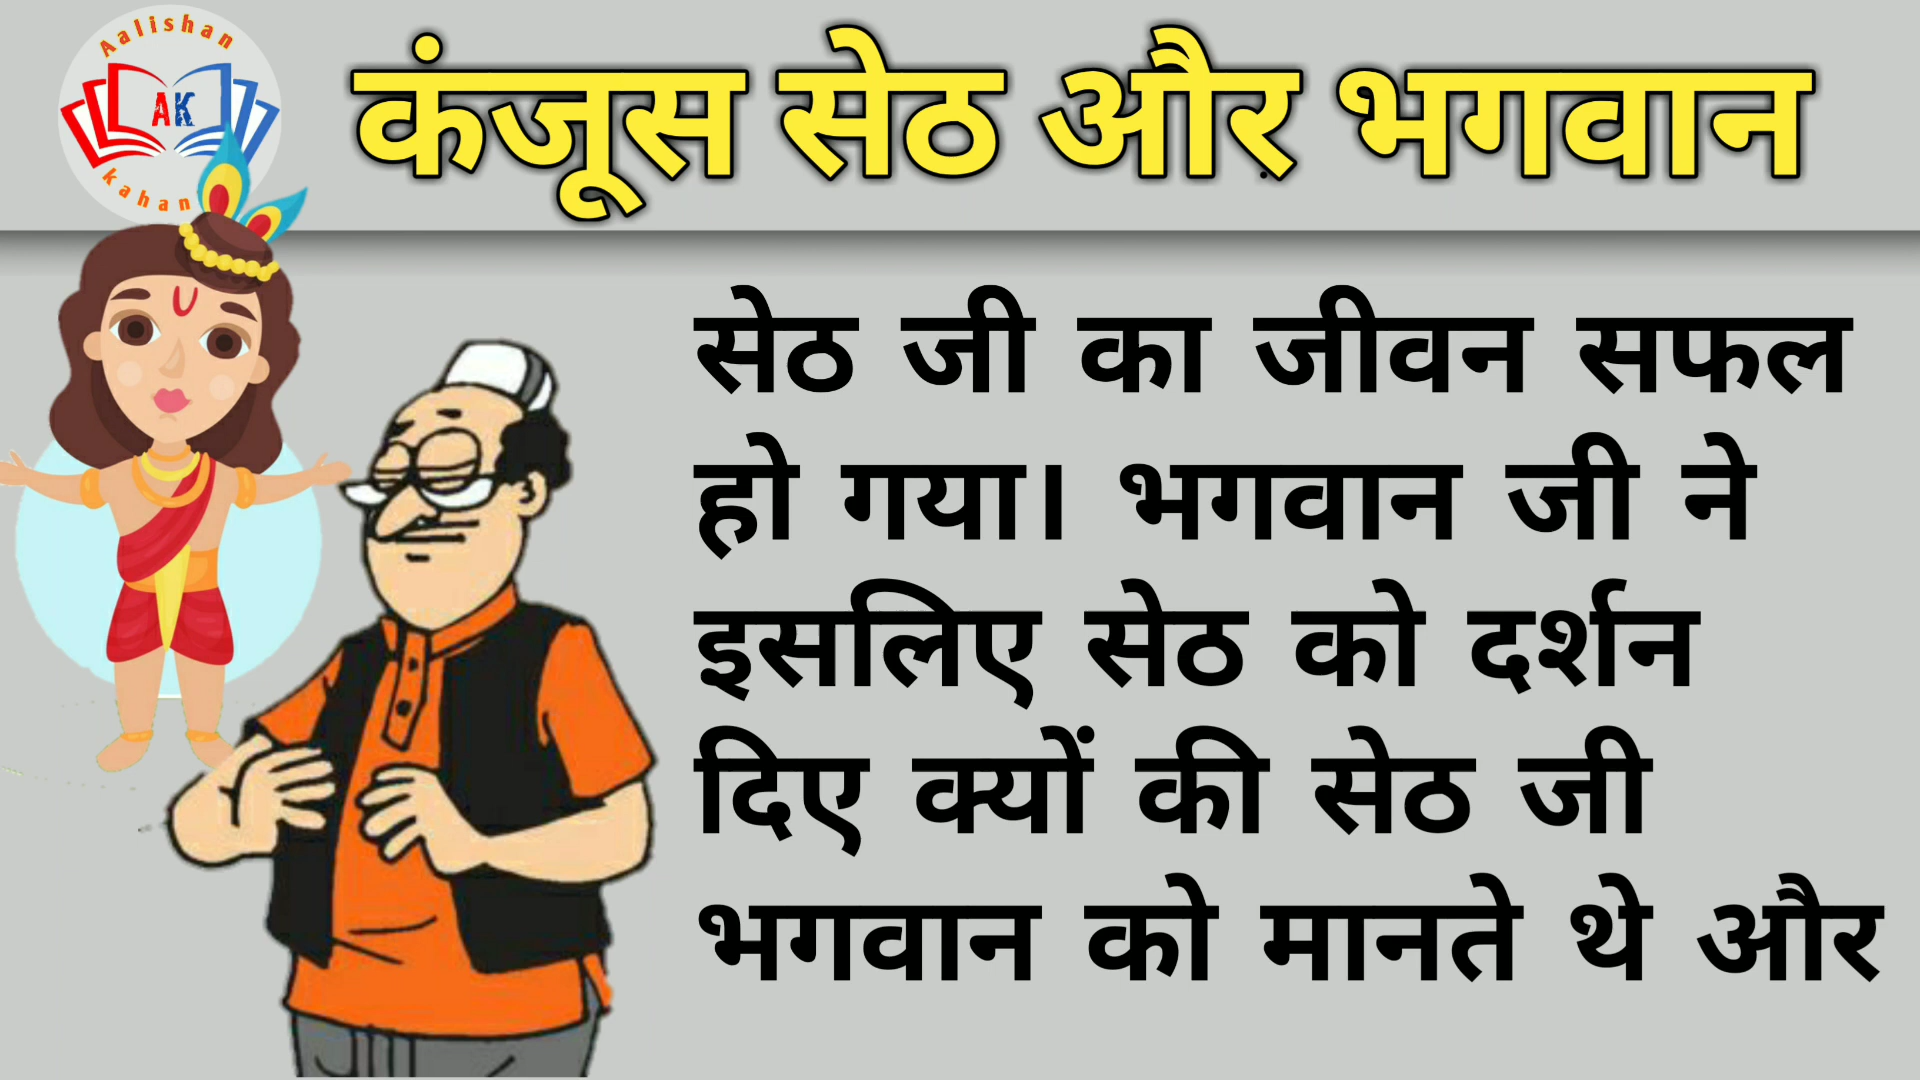 Aalishan
AK
kahan
कंजूस सेठ और भगवान
सेठ जी का जीवन सफल
हो गया। भगवान जी ने
इसलिए सेठ को दर्शन
दिए क्यों की सेठ जी
भगवान को मानते थे और